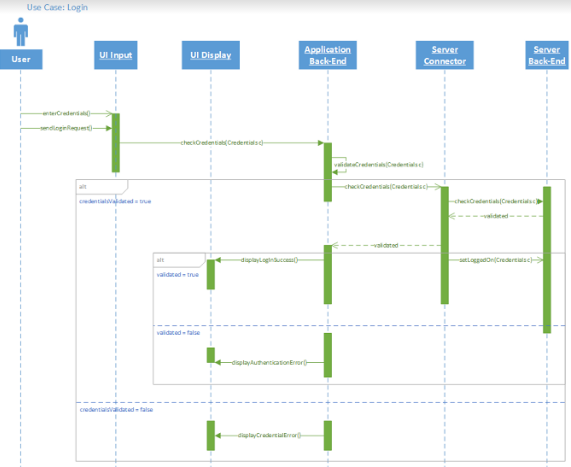 Use Case: Login
User
UI Input
UI Display
Application
Back-End
Server
Connector
Server
Back-End
enterCredentials()
sendLoginRequest()
checkCredentials(Credentials c)
validateCredentials(Credentials c)
alt
checkCredentials(Credentials c)
credentialsValidated = true
checkCredentials(Credentials c)
validated
validated
alt
displayLoginSuccess()
setLoggedOn(Credentials c)
validated = true
validated = false
displayAuthenticationError()
credentialsValidated = false
displayCredentialError()